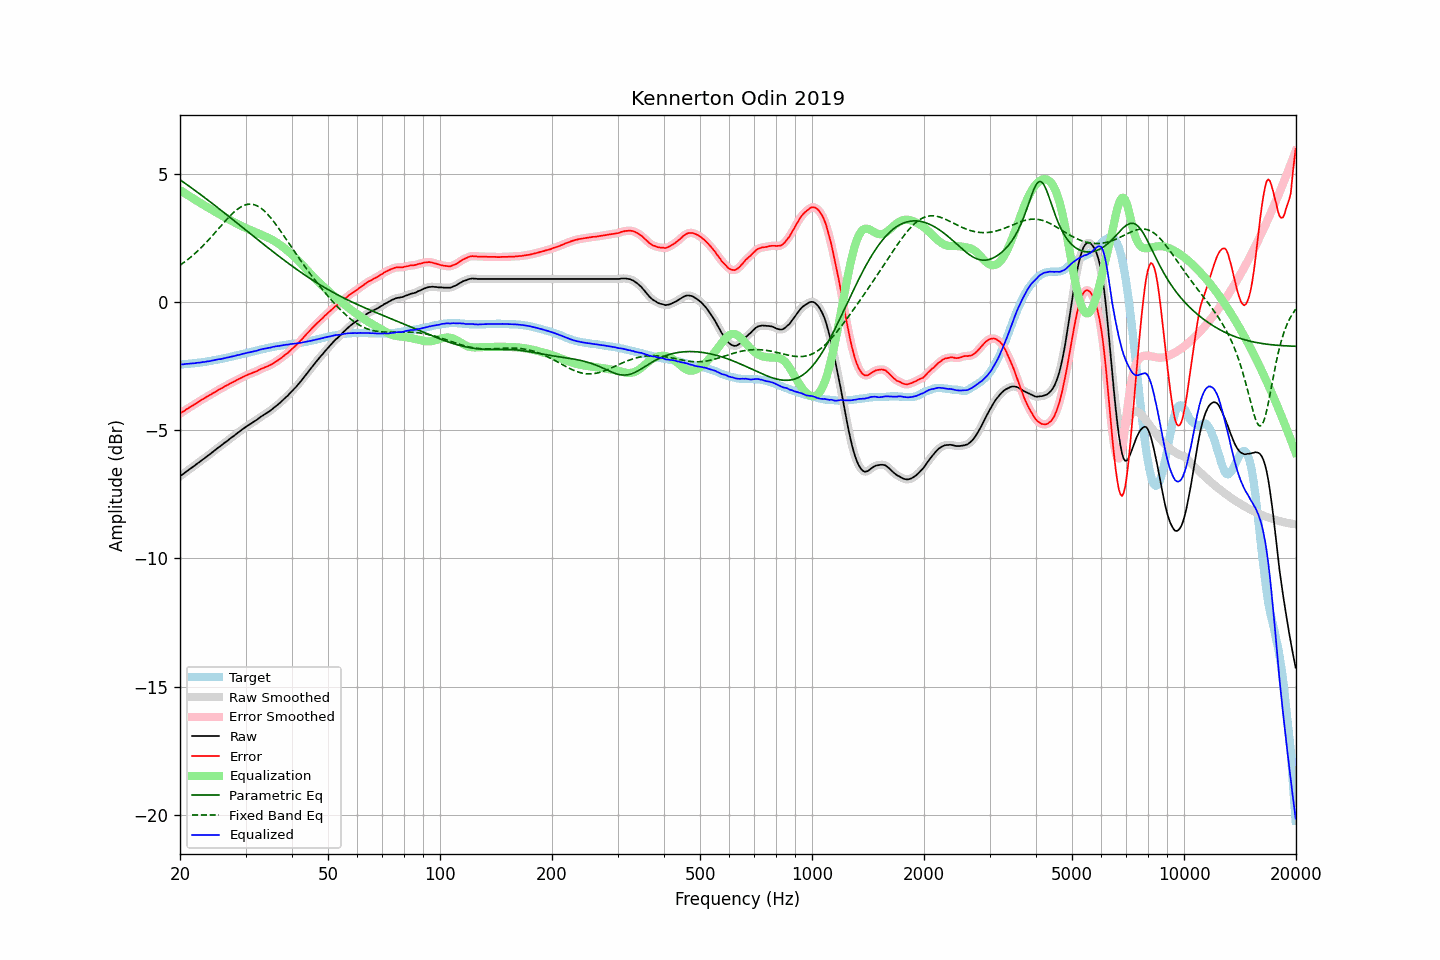 Kennerton Odin 2019
Amplitude (dBr)
5
0
−5
−10
−15
−20
Target
Raw Smoothed
Error Smoothed
Raw
Error
Equalization
Parametric Eq
Fixed Band Eq
Equalized
20 50 100 200 500 1000 2000 5000 10000 20000
Frequency (Hz)